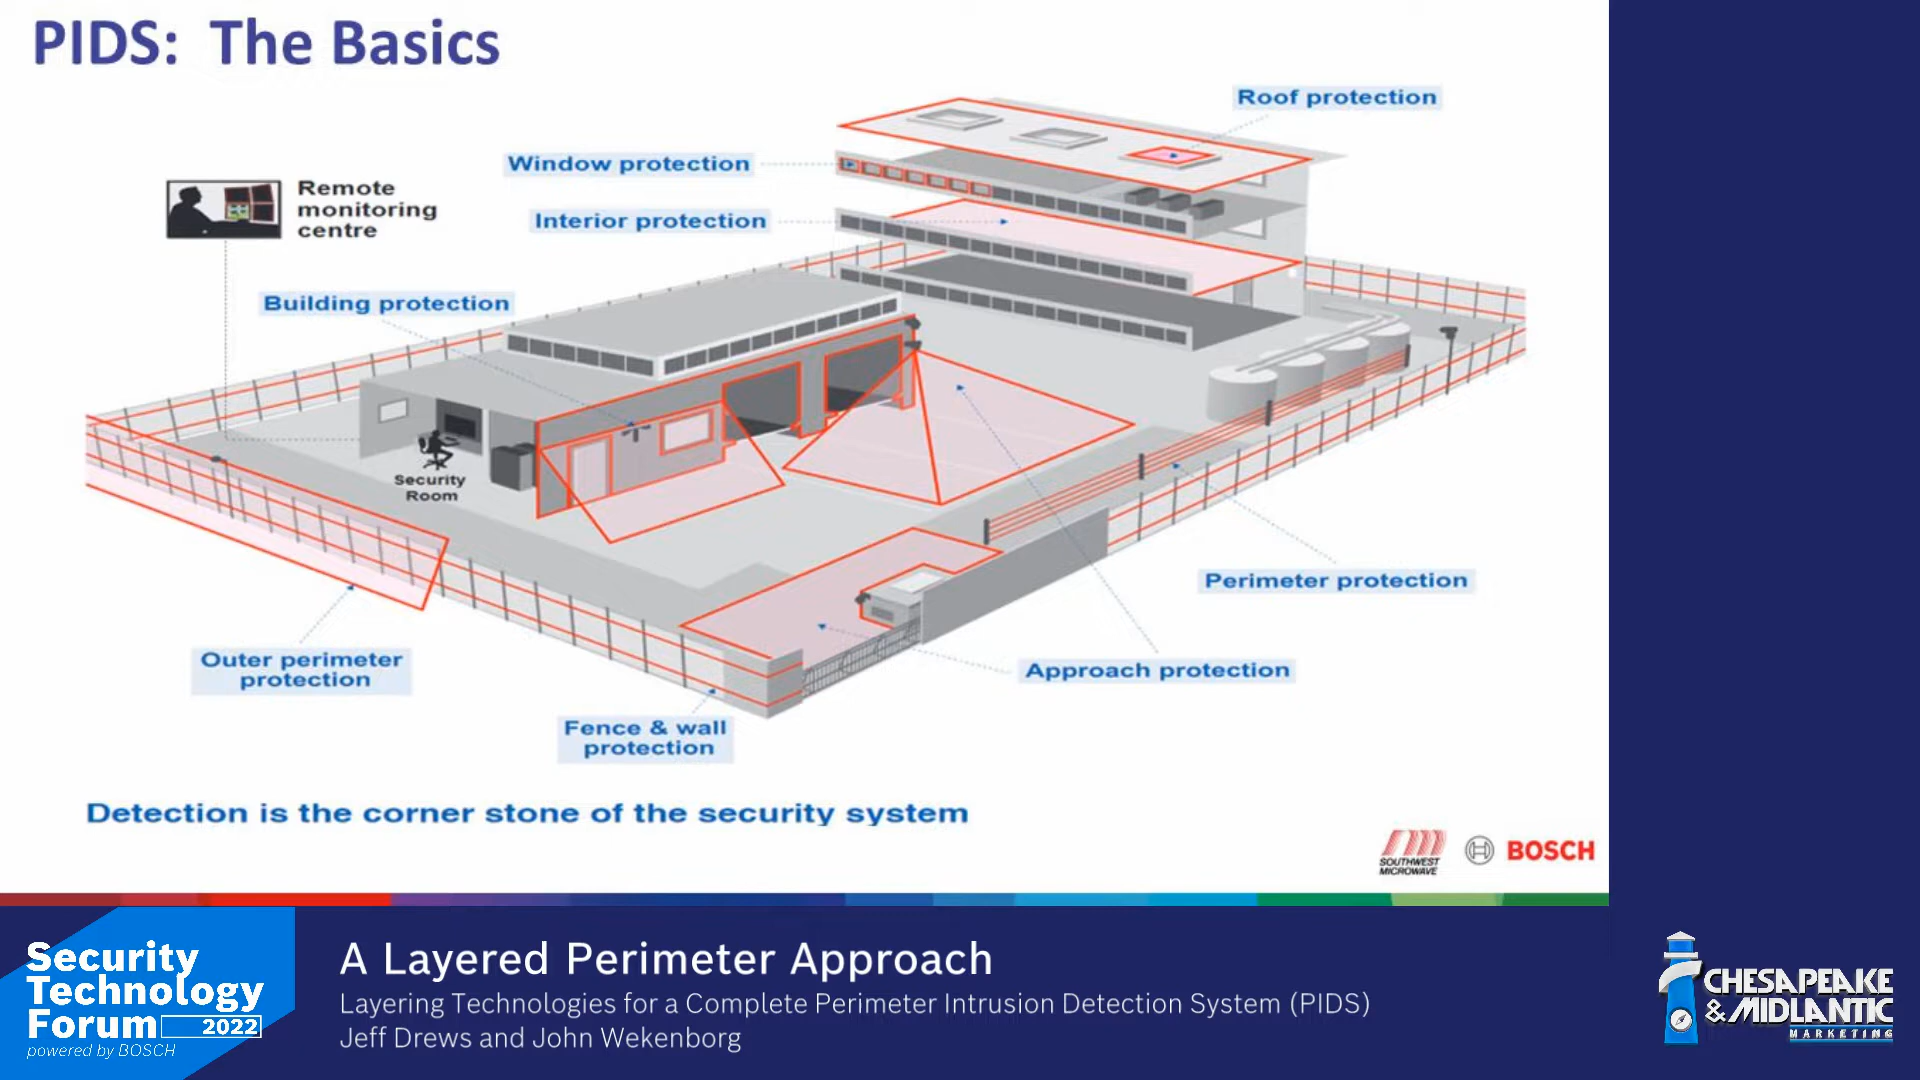 PIDS: The Basics
Roof protection
Window protection
Remote
monitoring
centre
Interior protection
Building protection
Security
Room
Perimeter protection
Outer perimeter
protection
Approach protection
Fence & wall
protection
Detection is the corner stone of the security system
SOUTHWEST
MICROWAVE
BOSCH
Security
Technology
Forum 2022
powered by BOSCH
A Layered Perimeter Approach
Layering Technologies for a Complete Perimeter Intrusion Detection System (PIDS)
Jeff Drews and John Wekenborg
CHESAPEAKE
& MIDLANTIC
MARKETING